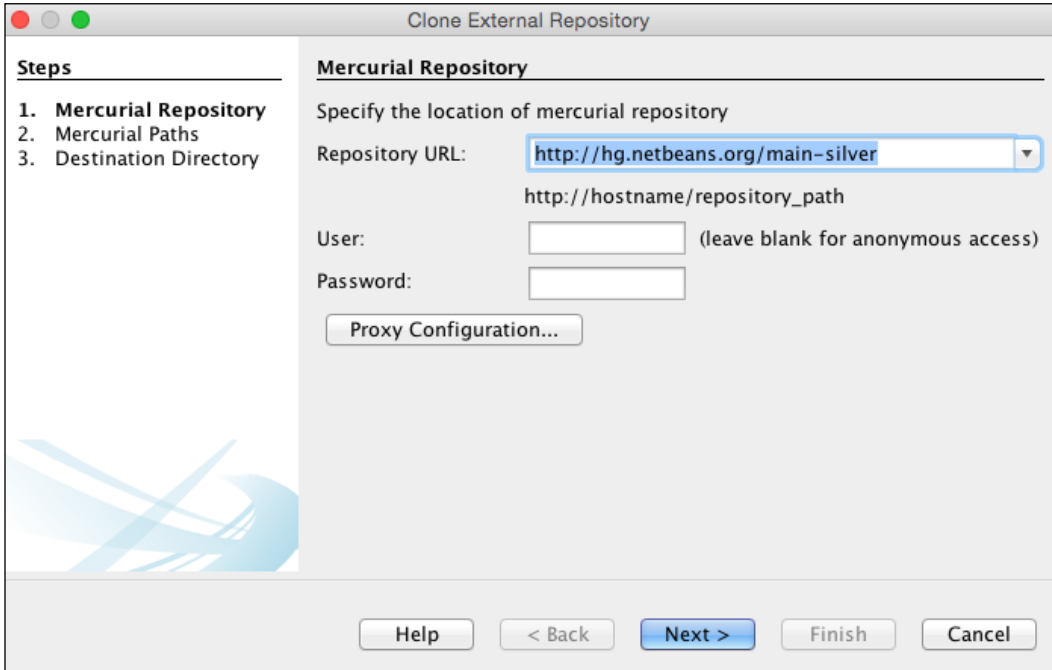 Clone External Repository
Steps
1. Mercurial Repository
2. Mercurial Paths
3. Destination Directory
Mercurial Repository
Specify the location of mercurial repository
Repository URL: http://hg.netbeans.org/main-silver
http://hostname/repository_path
User: (leave blank for anonymous access)
Password:
Proxy Configuration...
Help < Back Next > Finish Cancel